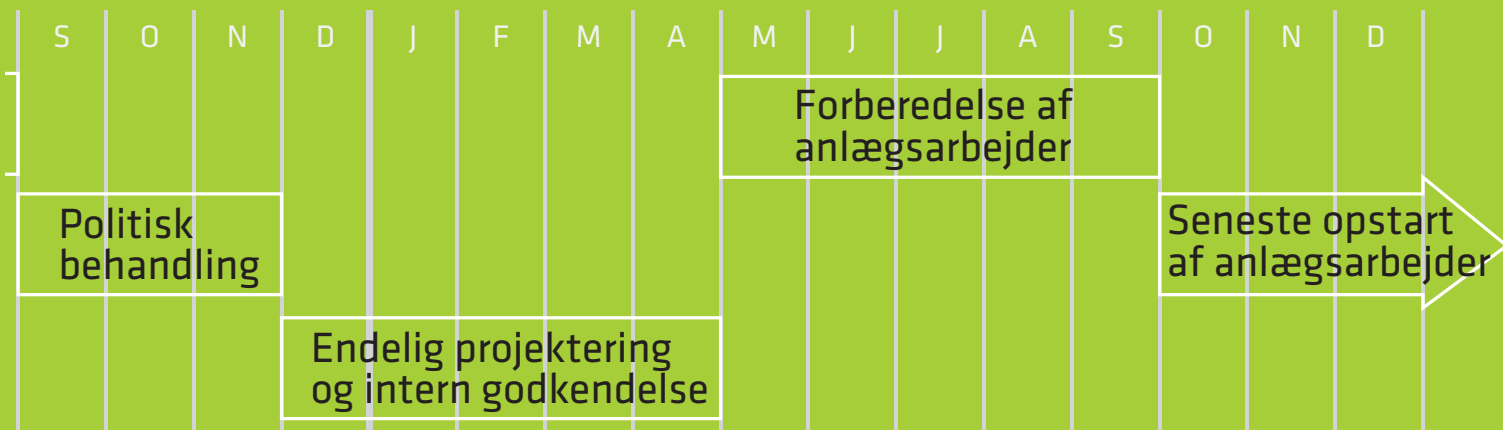 S O N D J F M A M J J A S O N D
Forberedelse af
anlægsarbejder
Politisk
behandling
Seneste opstart
af anlægsarbejder
Endelig projektering
og intern godkendelse